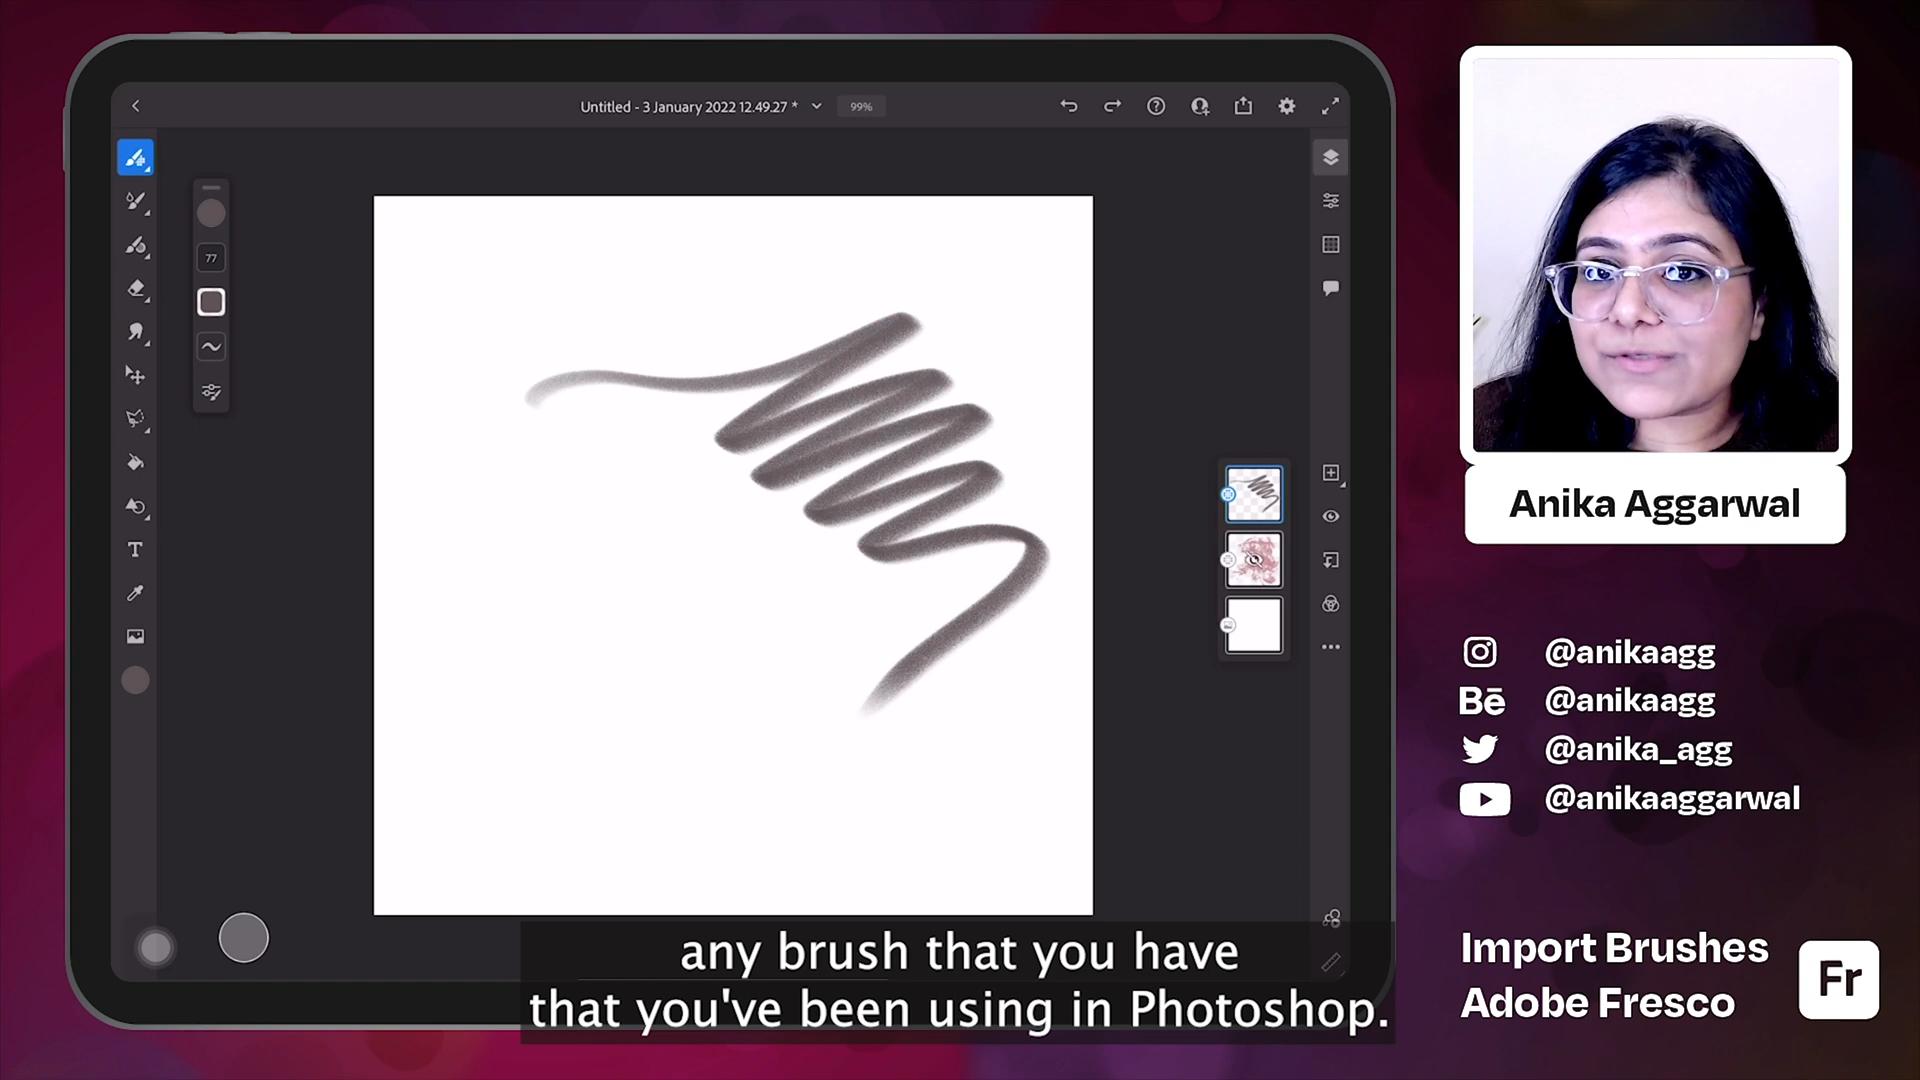 Untitled - 3 January 2022 12.49.27 *
99%
77
T
Anika Aggarwal
@anikaagg
Bē @anikaagg
@anika_agg
@anikaaggarwal
Import Brushes
Adobe Fresco
Fr
any brush that you have
that you've been using in Photoshop.